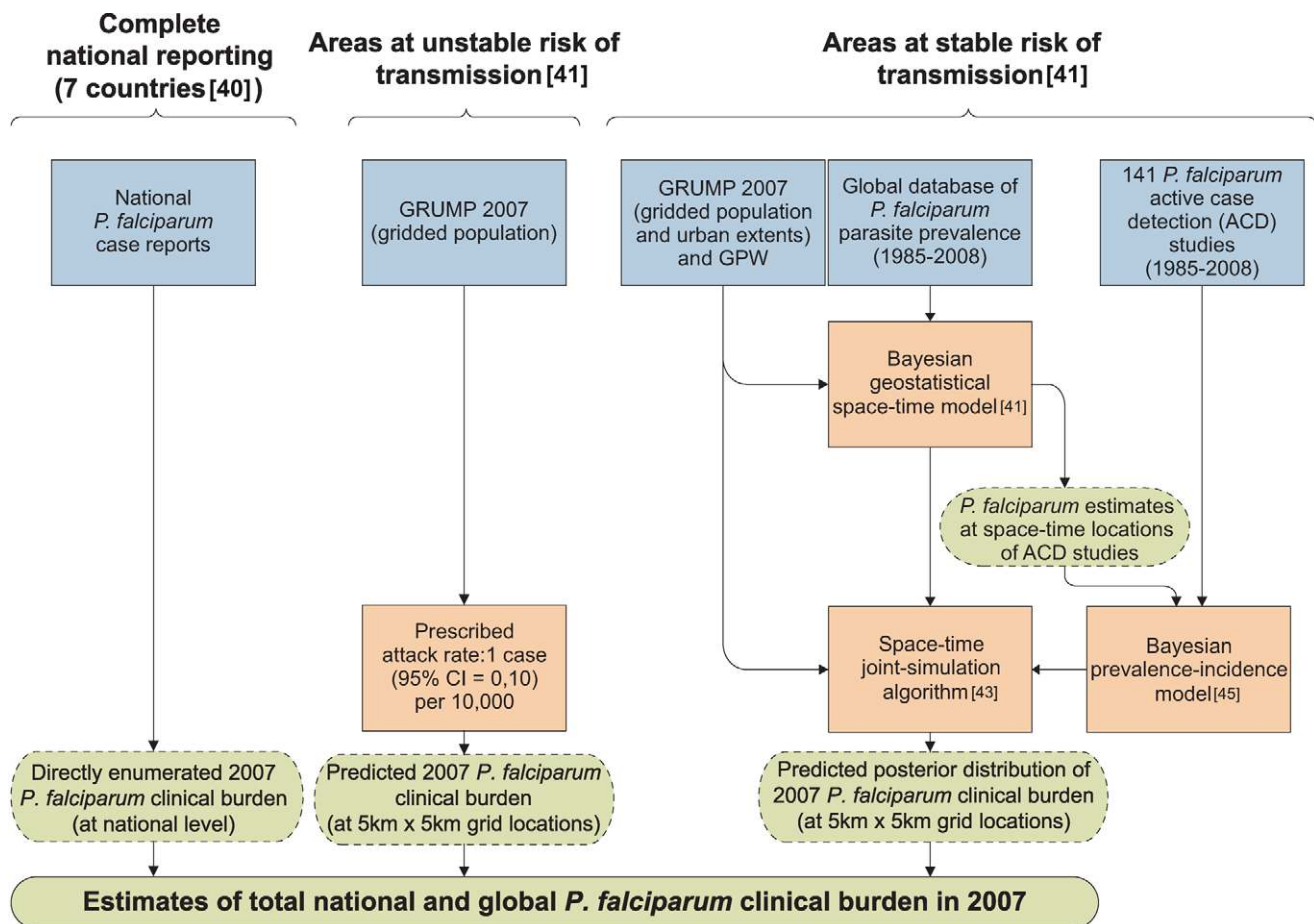 Complete
national reporting
(7 countries[40])
Areas at unstable risk of
transmission[41]
Areas at stable risk of
transmission[41]
National
P. falciparum
case reports
GRUMP 2007
(gridded population)
GRUMP 2007
(gridded population
and urban extents)
and GPW
Global database of
P. falciparum
parasite prevalence
(1985-2008)
141 P. falciparum
active case
detection (ACD)
studies
(1985-2008)
Bayesian
geostatistical
space-time model[41]
P. falciparum estimates
at space-time locations
of ACD studies
Prescribed
attack rate:1 case
(95% CI = 0,10)
per 10,000
Space-time
joint-simulation
algorithm[43]
Bayesian
prevalence-incidence
model[45]
Directly enumerated 2007
P. falciparum clinical burden
(at national level)
Predicted 2007 P. falciparum
clinical burden
(at 5km x 5km grid locations)
Predicted posterior distribution of
2007 P. falciparum clinical burden
(at 5km x 5km grid locations)
Estimates of total national and global P. falciparum clinical burden in 2007